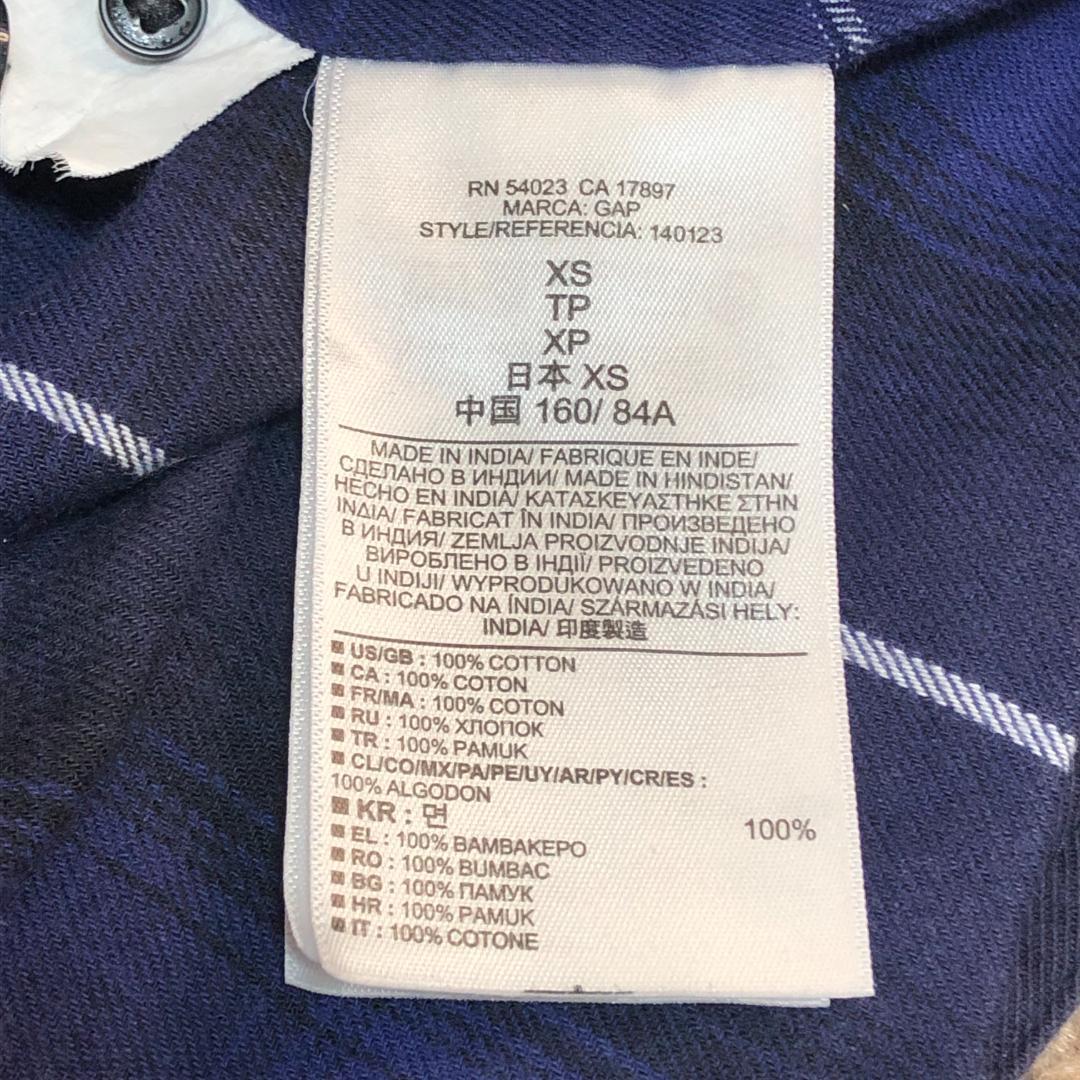 RN 54023 CA 17897
MARCA: GAP
STYLE/REFERENCIA: 140123
XS
TP
XP
日本 XS
中国 160/ 84A
MADE IN INDIA/ FABRIQUE EN INDE/
СДЕЛАНО В ИНДИИ/ MADE IN HINDISTAN/
HECHO EN INDIA/ ΚΑΤΑΣΚΕΥΑΣΤΗΚΕ ΣΤΗΝ
ΙΝΔΙΑ/ FABRICAT ÎN INDIA/ ПРОИЗВЕДЕНО
В ИНДИЯ/ ZEMLJA PROIZVODNJE INDIJA/
ВИРОБЛЕНО В ІНДІЇ/ PROIZVEDENO
U INDIJI/ WYPRODUKOWANO W INDIA/
FABRICADO NA ÍNDIA/ SZÁRMAZÁSI HELY:
INDIA/ 印度製造
US/GB : 100% COTTON
CA : 100% COTON
FR/MA : 100% COTON
RU : 100% ХЛОПОК
TR : 100% PAMUK
CL/CO/MX/PA/PE/UY/AR/PY/CR/ES :
100% ALGODON
KR : 면 100%
EL : 100% ΒΑΜΒΑΚΕΡΟ
RO : 100% BUMBAC
BG : 100% ПАМУК
HR : 100% PAMUK
IT : 100% COTONE